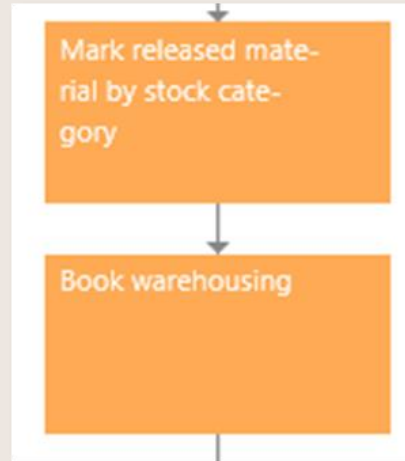 Mark released mate-
rial by stock cate-
gory
Book warehousing